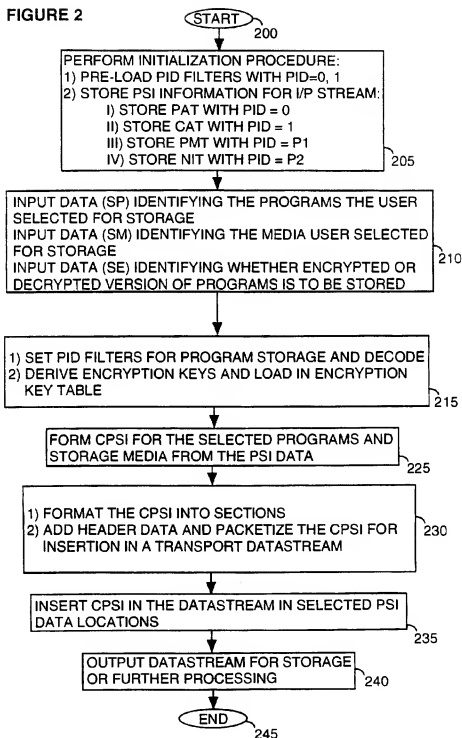 FIGURE 2
START
200
PERFORM INITIALIZATION PROCEDURE:
1) PRE-LOAD PID FILTERS WITH PID=0, 1
2) STORE PSI INFORMATION FOR I/P STREAM:
I) STORE PAT WITH PID = 0
II) STORE CAT WITH PID = 1
III) STORE PMT WITH PID = P1
IV) STORE NIT WITH PID = P2
205
INPUT DATA (SP) IDENTIFYING THE PROGRAMS THE USER
SELECTED FOR STORAGE
INPUT DATA (SM) IDENTIFYING THE MEDIA USER SELECTED
FOR STORAGE
INPUT DATA (SE) IDENTIFYING WHETHER ENCRYPTED OR
DECRYPTED VERSION OF PROGRAMS IS TO BE STORED
210
1) SET PID FILTERS FOR PROGRAM STORAGE AND DECODE
2) DERIVE ENCRYPTION KEYS AND LOAD IN ENCRYPTION
KEY TABLE
215
FORM CPSI FOR THE SELECTED PROGRAMS AND
STORAGE MEDIA FROM THE PSI DATA
225
1) FORMAT THE CPSI INTO SECTIONS
2) ADD HEADER DATA AND PACKETIZE THE CPSI FOR
INSERTION IN A TRANSPORT DATASTREAM
230
INSERT CPSI IN THE DATASTREAM IN SELECTED PSI
DATA LOCATIONS
235
OUTPUT DATASTREAM FOR STORAGE
OR FURTHER PROCESSING
240
END
245